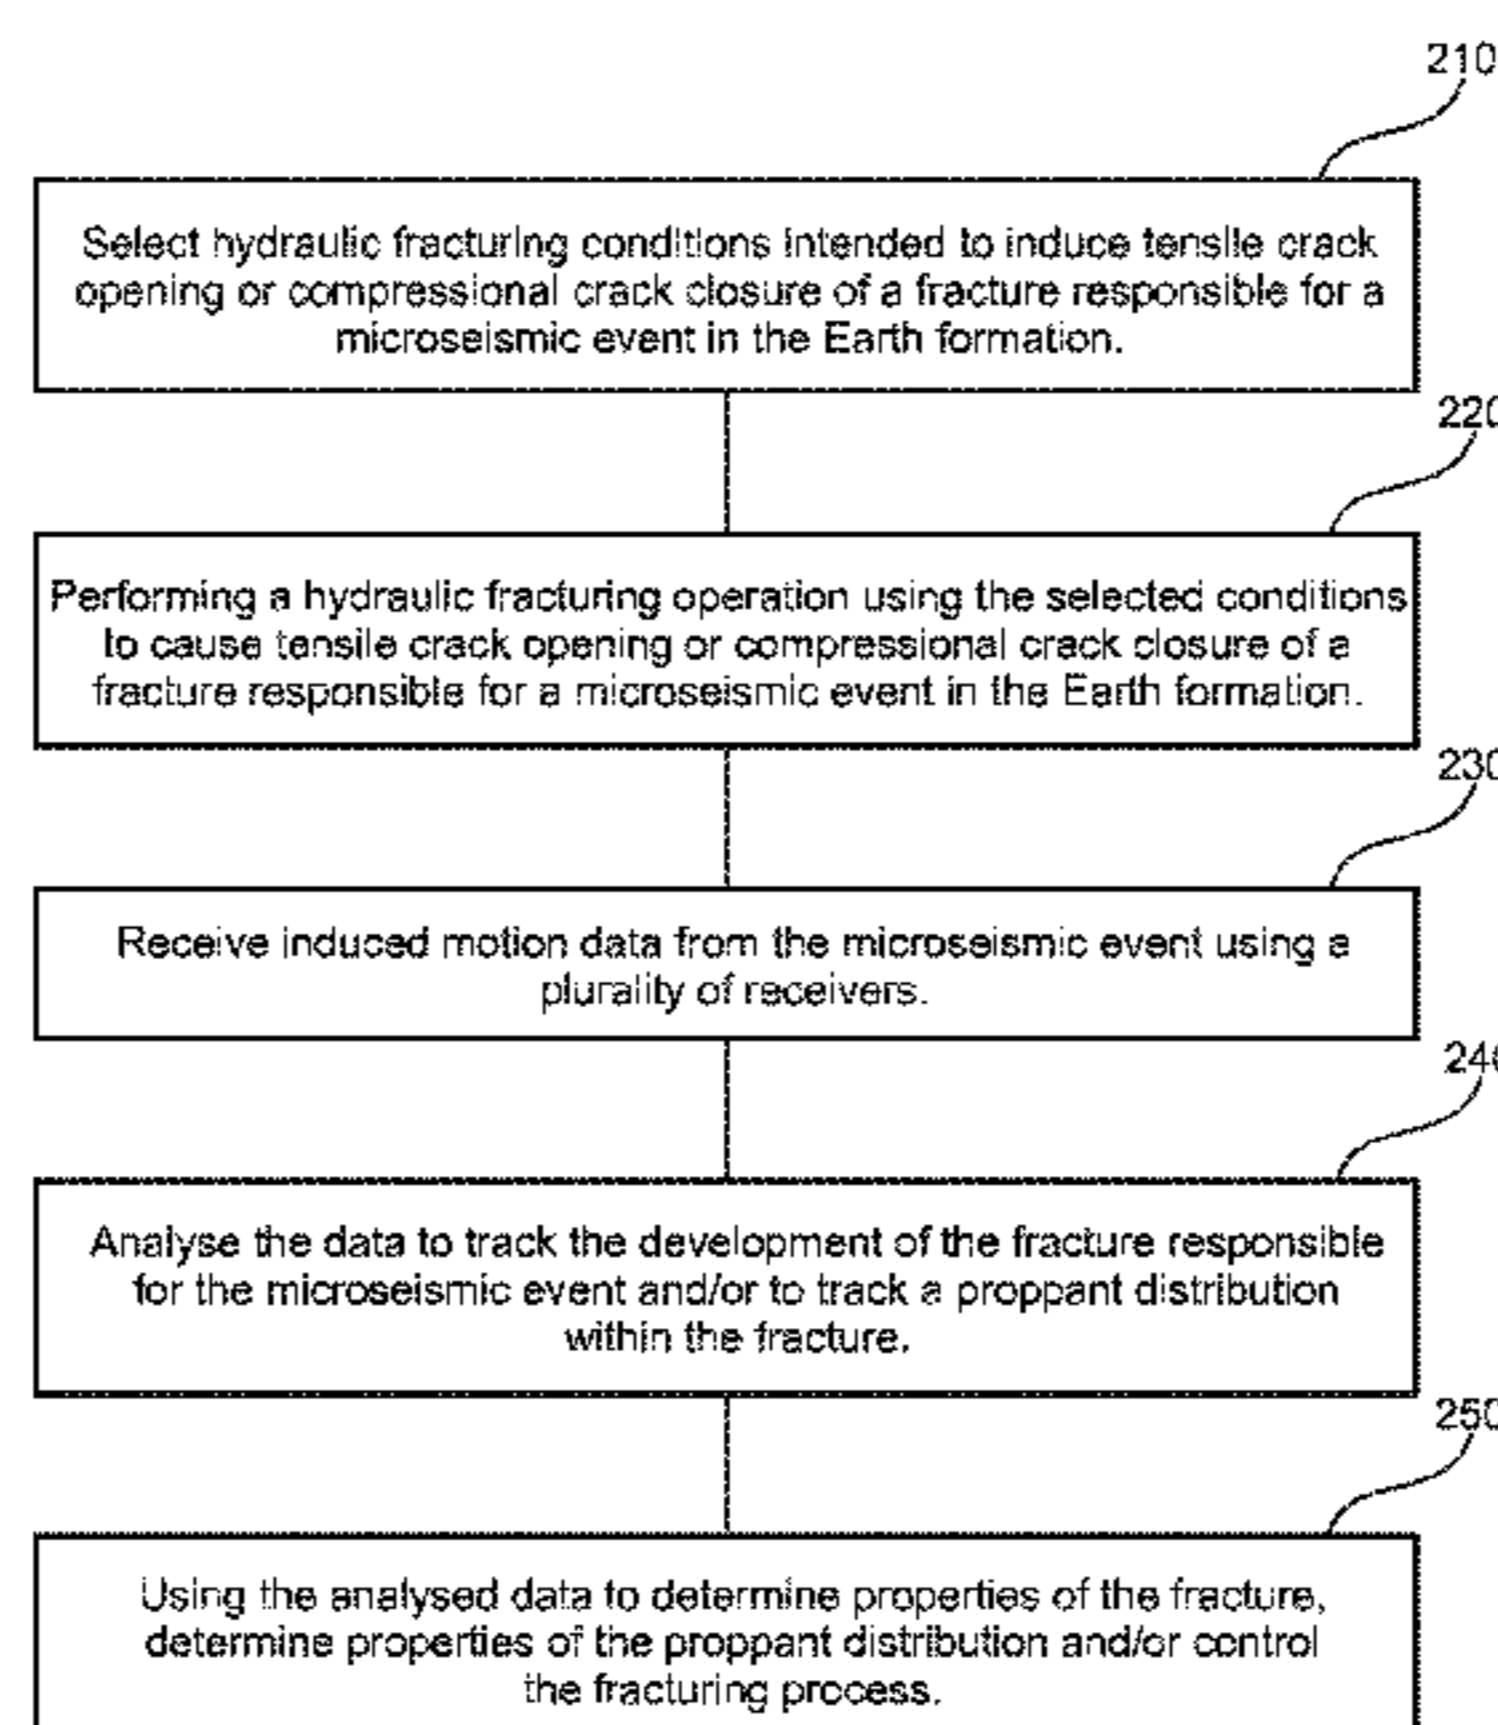 210
Select hydraulic fracturing conditions intended to induce tensile crack
opening or compressional crack closure of a fracture responsible for a
microseismic event in the Earth formation.
220
Performing a hydraulic fracturing operation using the selected conditions
to cause tensile crack opening or compressional crack closure of a
fracture responsible for a microseismic event in the Earth formation.
230
Receive induced motion data from the microseismic event using a
plurality of receivers.
240
Analyse the data to track the development of the fracture responsible
for the microseismic event and/or to track a proppant distribution
within the fracture.
250
Using the analysed data to determine properties of the fracture,
determine properties of the proppant distribution and/or control
the fracturing process.